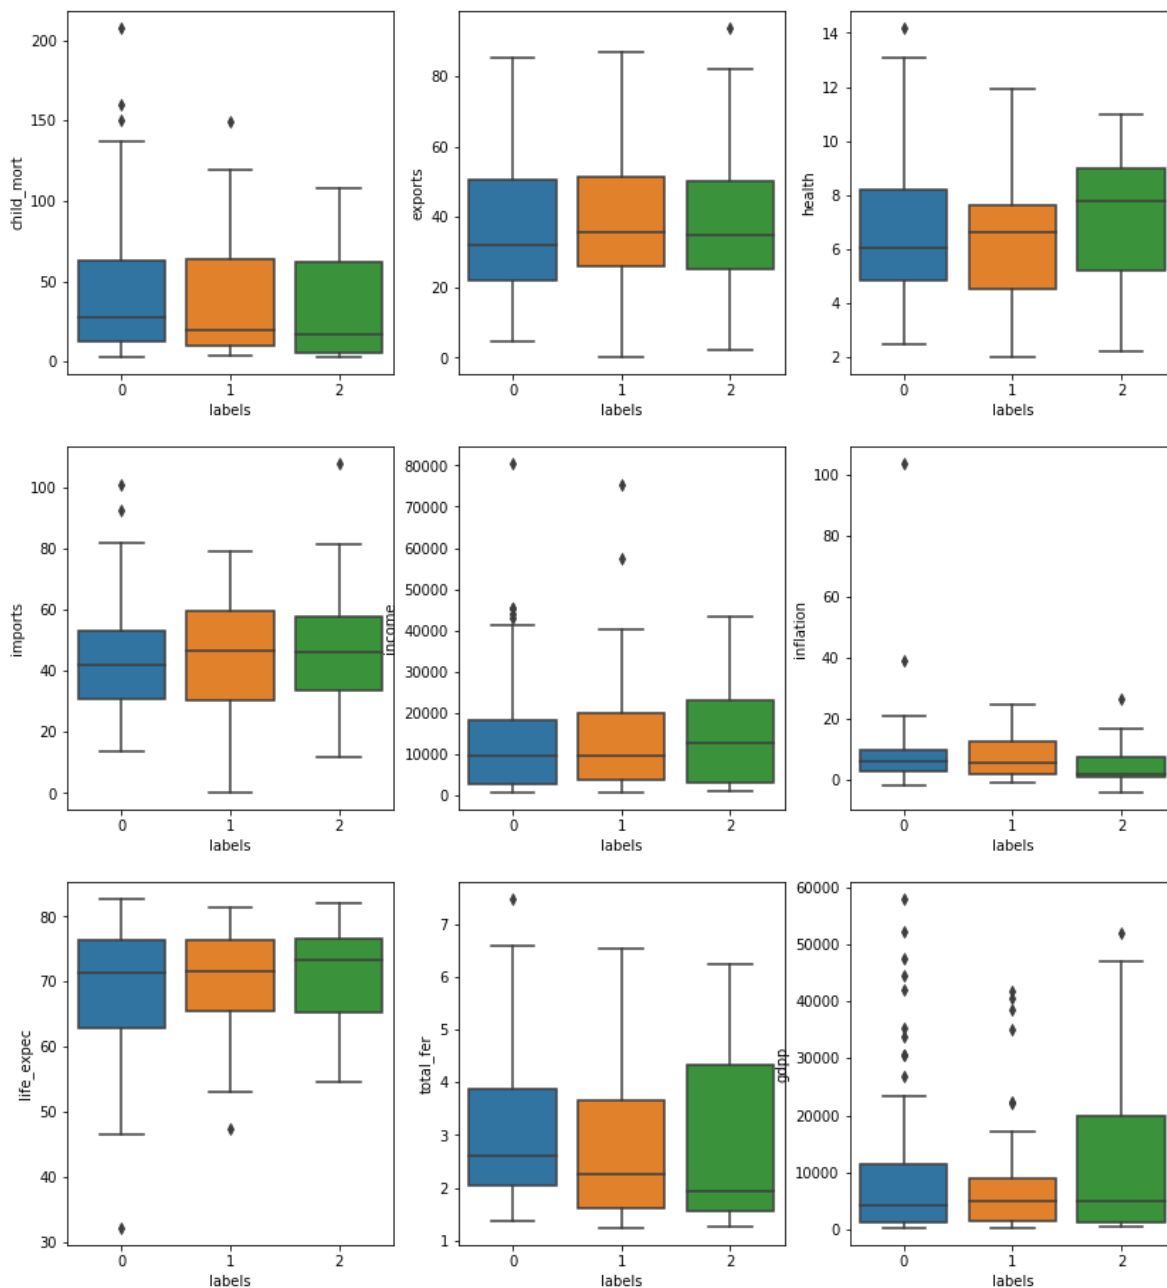 child_mort
200
150
100
50
0
0 1 2
labels
exports
80
60
40
20
0
0 1 2
labels
health
14
12
10
8
6
4
2
0 1 2
labels
imports
100
80
60
40
20
0
0 1 2
labels
income
80000
70000
60000
50000
40000
30000
20000
10000
0
0 1 2
labels
inflation
100
80
60
40
20
0
0 1 2
labels
life_expec
80
70
60
50
40
30
0 1 2
labels
total_fer
7
6
5
4
3
2
1
0 1 2
labels
gdpp
60000
50000
40000
30000
20000
10000
0
0 1 2
labels